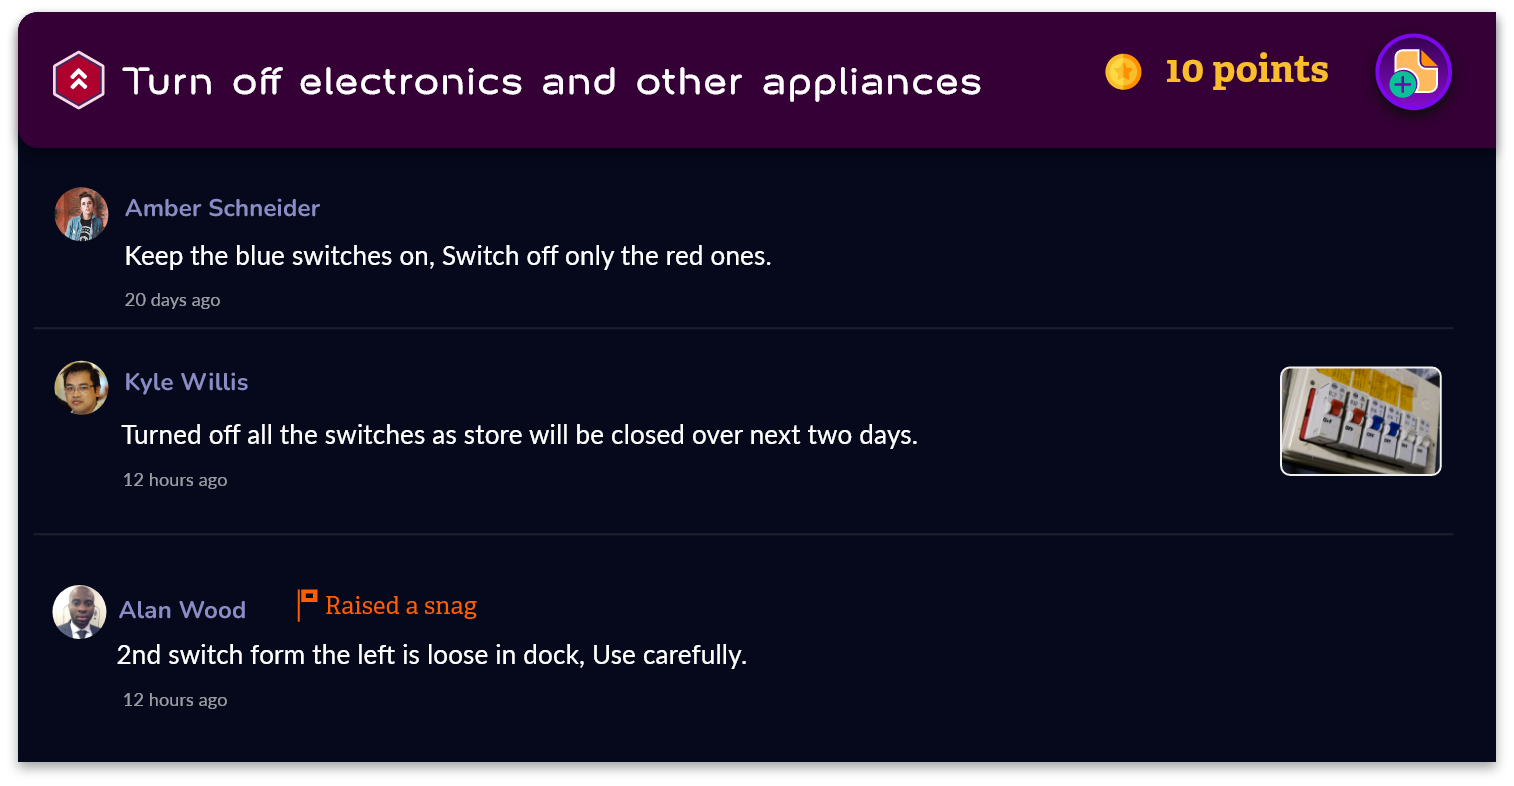 Turn off electronics and other appliances
10 points
Amber Schneider
Keep the blue switches on, Switch off only the red ones.
20 days ago
Kyle Willis
Turned off all the switches as store will be closed over next two days.
12 hours ago
Alan Wood
Raised a snag
2nd switch form the left is loose in dock, Use carefully.
12 hours ago